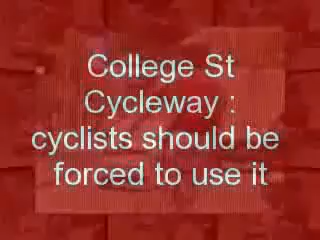 College St
Cycleway :
cyclists should be
forced to use it